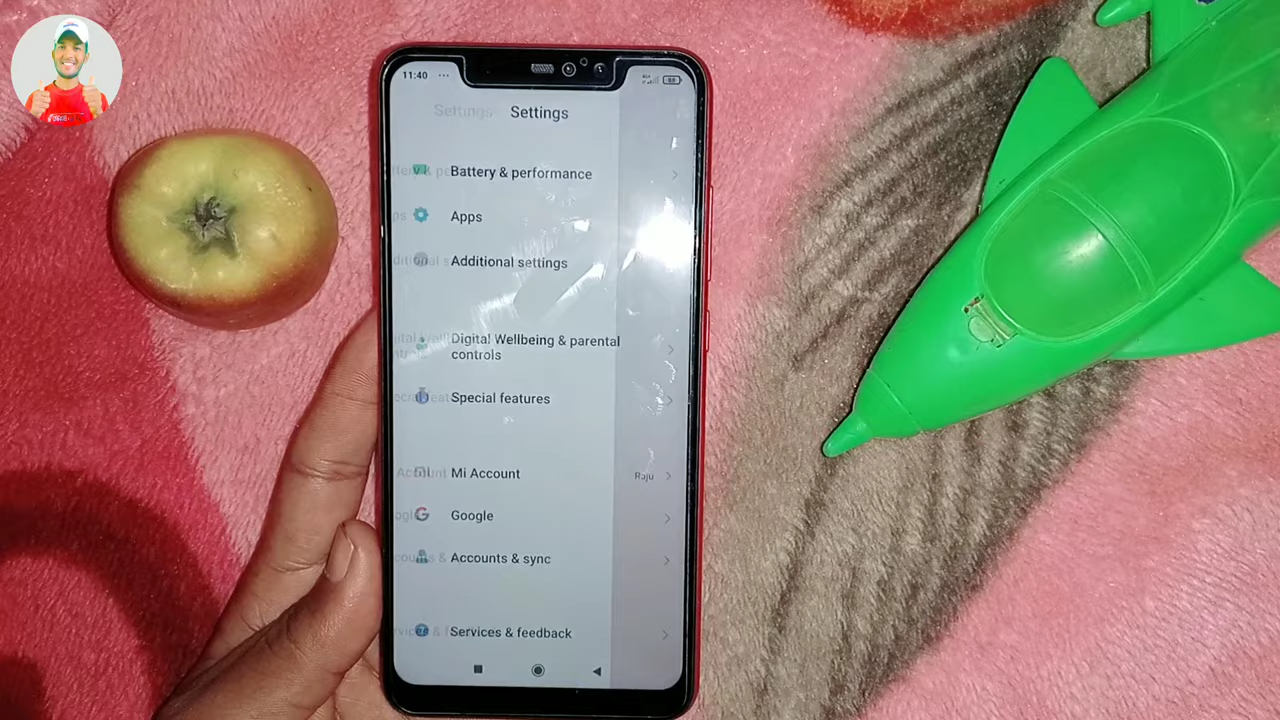 11:40
Settings Settings
Battery & performance
Apps
Additional settings
Digital Wellbeing & parental
controls
Special features
Mi Account Raju
Google
Accounts & sync
Services & feedback